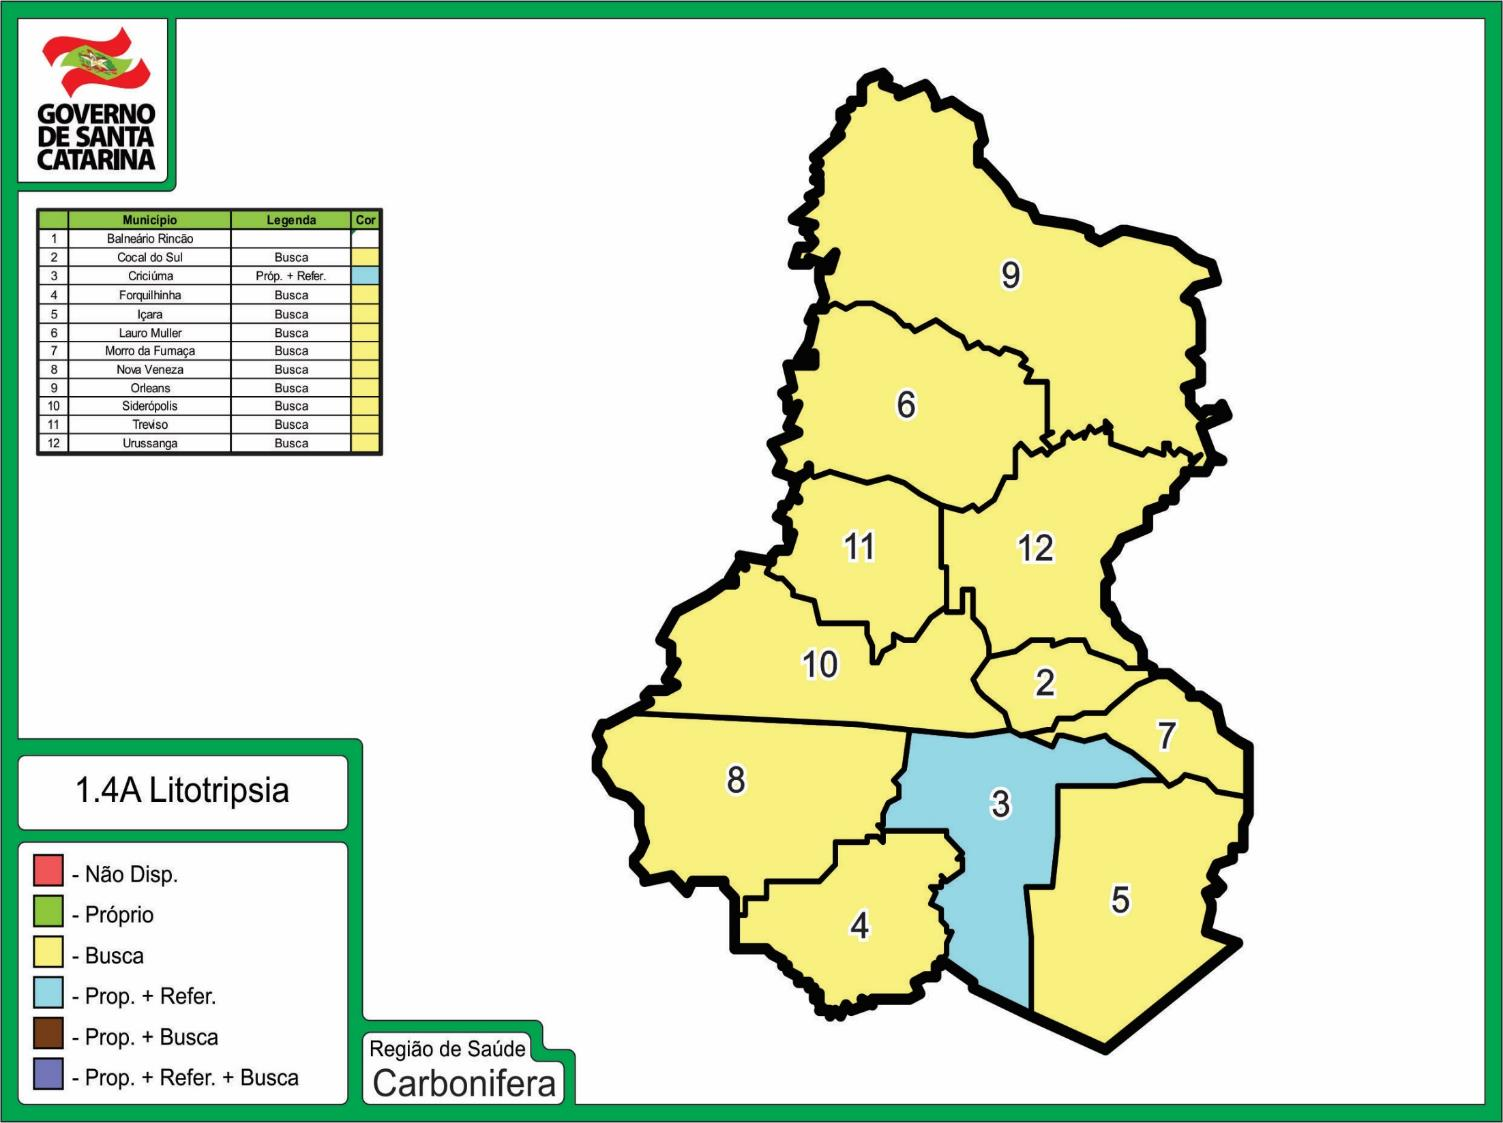 GOVERNO
DE SANTA
CATARINA
Município Legenda Cor
1 Balneário Rincão
2 Cocal do Sul Busca
3 Criciúma Próp. + Refer.
4 Forquilhinha Busca
5 Içara Busca
6 Lauro Muller Busca
7 Morro da Fumaça Busca
8 Nova Veneza Busca
9 Orleans Busca
10 Siderópolis Busca
11 Treviso Busca
12 Urussanga Busca
9
6
11
12
10
2
7
8
3
5
4
1.4A Litotripsia
- Não Disp.
- Próprio
- Busca
- Prop. + Refer.
- Prop. + Busca
- Prop. + Refer. + Busca
Região de Saúde
Carbonifera